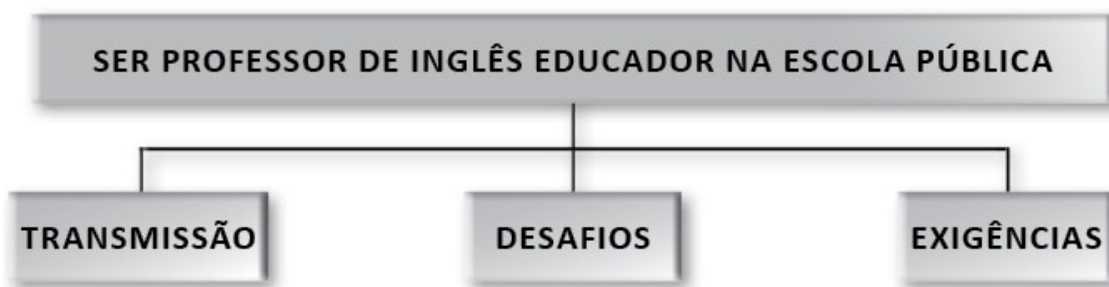 SER PROFESSOR DE INGLÊS EDUCADOR NA ESCOLA PÚBLICA
TRANSMISSÃO
DESAFIOS
EXIGÊNCIAS